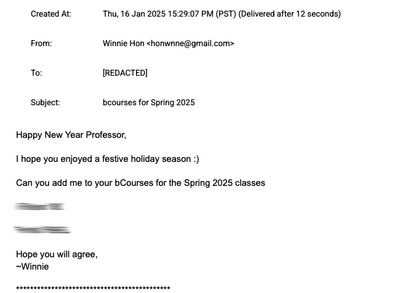 Created At: Thu, 16 Jan 2025 15:29:07 PM (PST) (Delivered after 12 seconds)
From: Winnie Hon <honwnne@gmail.com>
To: [REDACTED]
Subject: bcourses for Spring 2025
Happy New Year Professor,
I hope you enjoyed a festive holiday season :)
Can you add me to your bCourses for the Spring 2025 classes
Hope you will agree,
~Winnie
********************************************